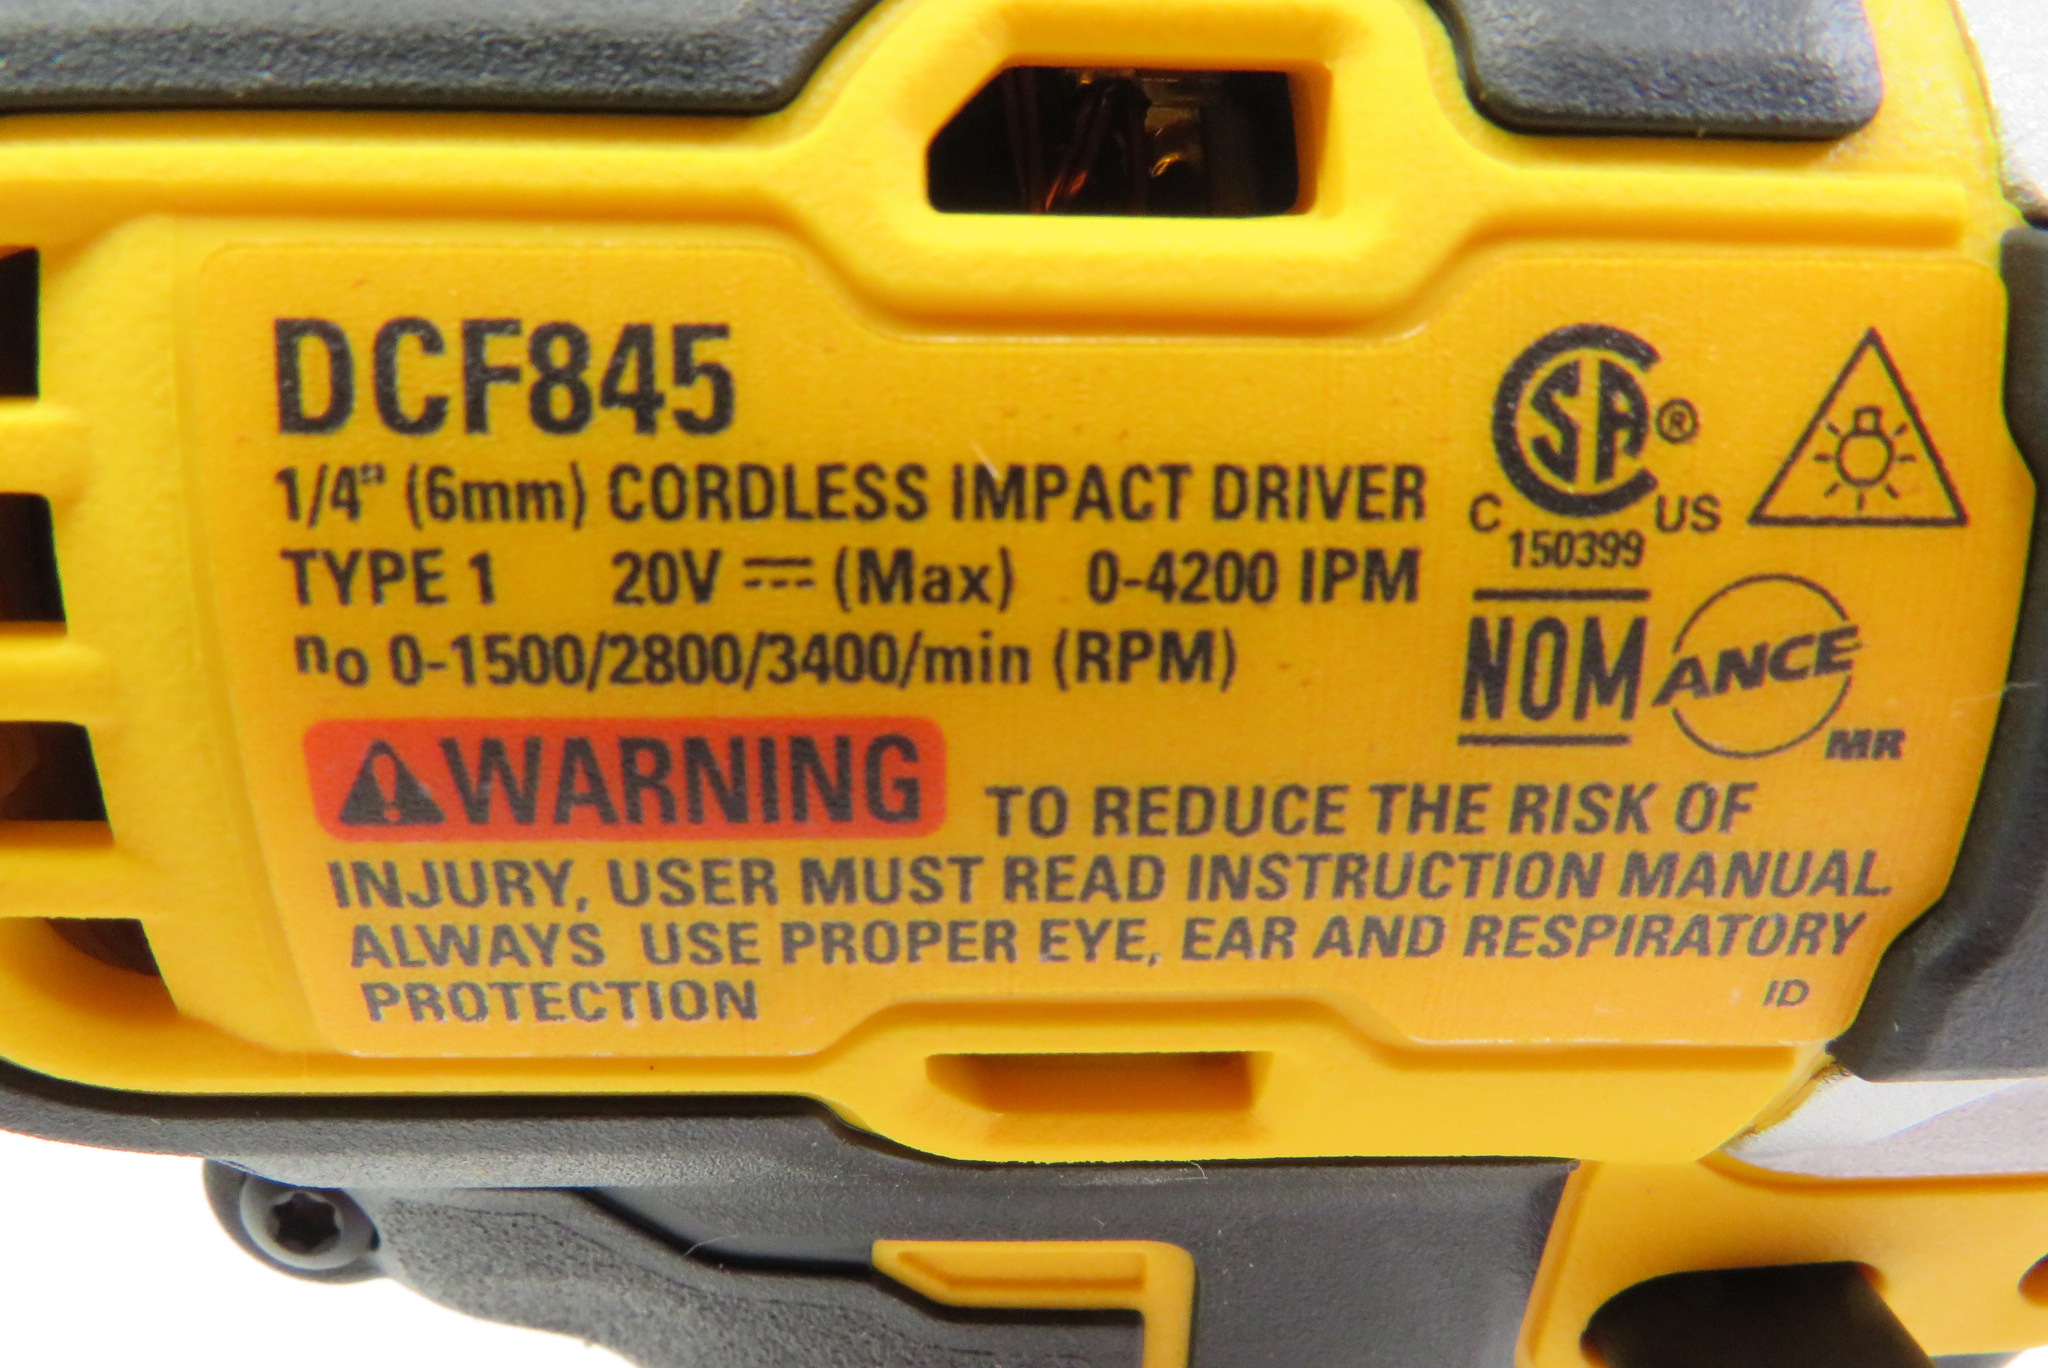 DCF845
1/4" (6mm) CORDLESS IMPACT DRIVER
TYPE 1 20V ⎓ (Max) 0-4200 IPM
no 0-1500/2800/3400/min (RPM)
CSA ®
C US
150399
NOM
ANCE
MR
WARNING TO REDUCE THE RISK OF
INJURY, USER MUST READ INSTRUCTION MANUAL.
ALWAYS USE PROPER EYE, EAR AND RESPIRATORY
PROTECTION
ID